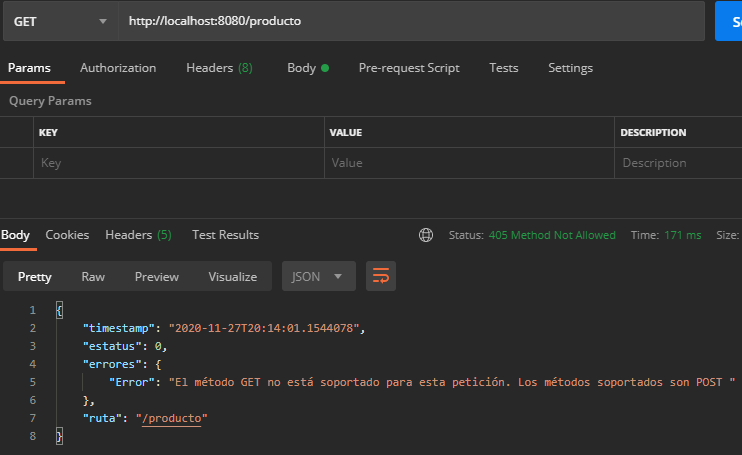 GET http://localhost:8080/producto
Params Authorization Headers (8) Body Pre-request Script Tests Settings
Query Params
KEY VALUE DESCRIPTION
Key Value Description
Body Cookies Headers (5) Test Results Status: 405 Method Not Allowed Time: 171 ms Size:
Pretty Raw Preview Visualize JSON
1 {
2 "timestamp": "2020-11-27T20:14:01.1544078",
3 "estatus": 0,
4 "errores": {
5 "Error": "El método GET no está soportado para esta petición. Los métodos soportados son POST "
6 },
7 "ruta": "/producto"
8 }